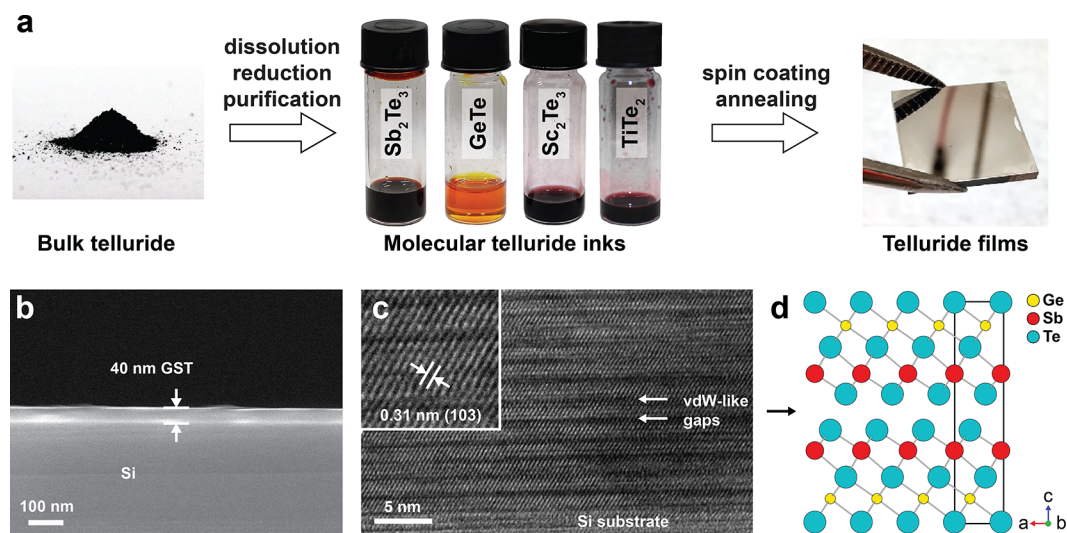 a
dissolution
reduction
purification
Sb2Te3
GeTe
Sc2Te3
TiTe2
spin coating
annealing
Bulk telluride
Molecular telluride inks
Telluride films
b
40 nm GST
Si
100 nm
c
0.31 nm (103)
vdW-like
gaps
5 nm
Si substrate
d
Ge
Sb
Te
c
a
b